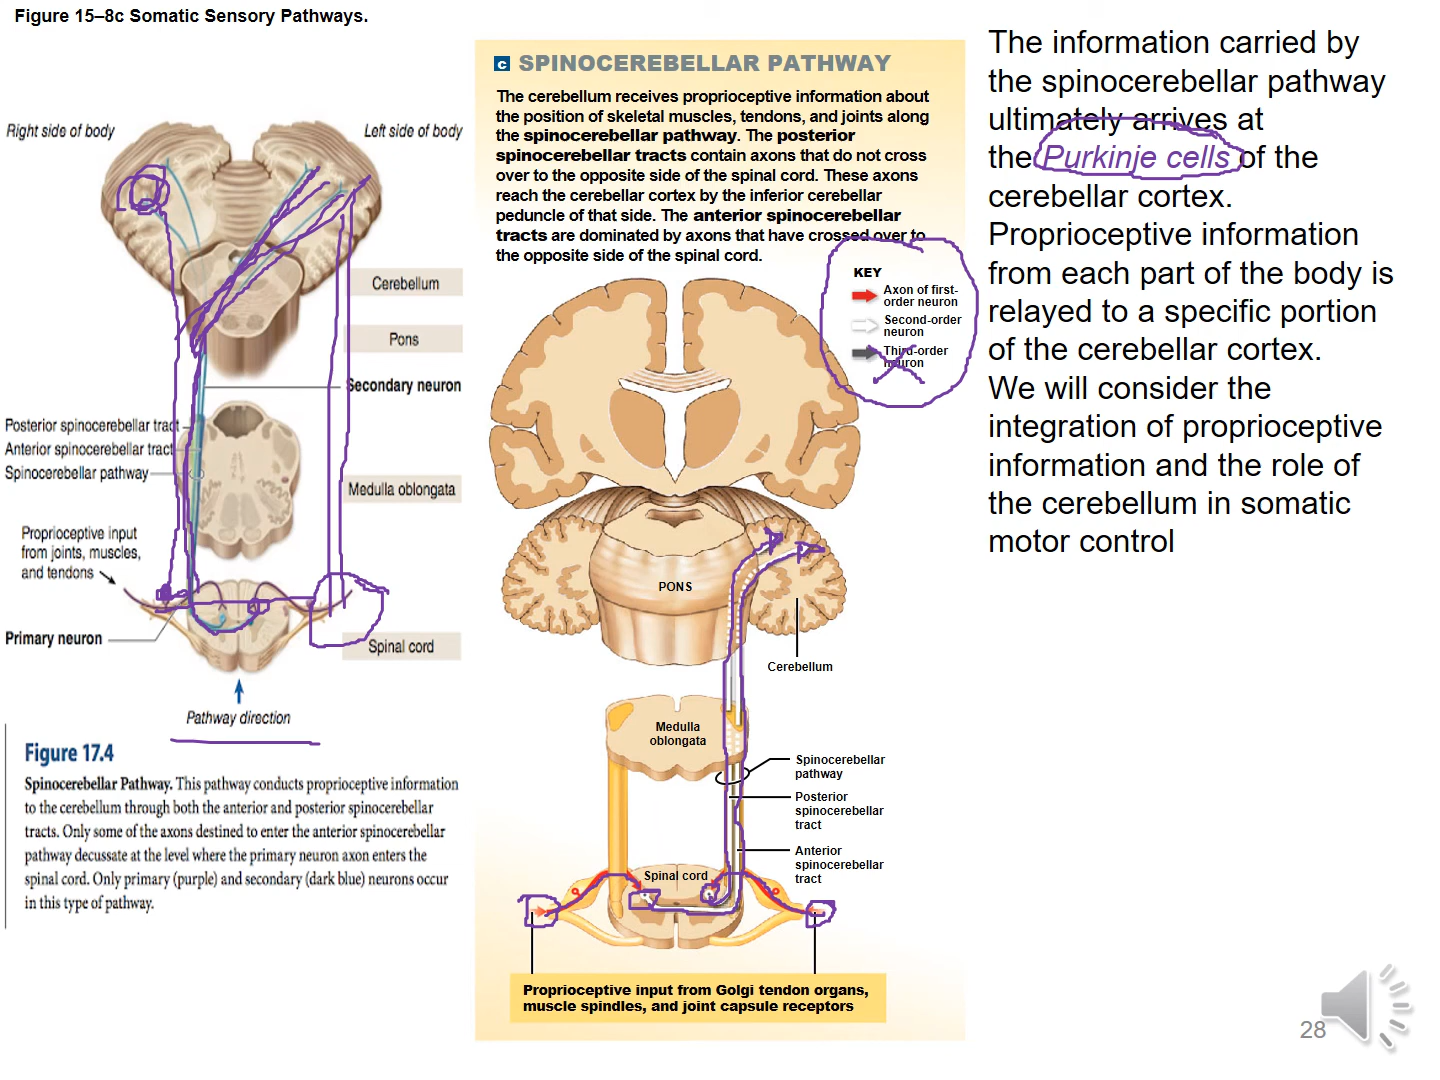 Figure 15–8c Somatic Sensory Pathways.
Right side of body
Left side of body
Cerebellum
Pons
Secondary neuron
Posterior spinocerebellar tract
Anterior spinocerebellar tract
Spinocerebellar pathway
Medulla oblongata
Proprioceptive input
from joints, muscles,
and tendons
Primary neuron
Spinal cord
Pathway direction
Figure 17.4
Spinocerebellar Pathway. This pathway conducts proprioceptive information
to the cerebellum through both the anterior and posterior spinocerebellar
tracts. Only some of the axons destined to enter the anterior spinocerebellar
pathway decussate at the level where the primary neuron axon enters the
spinal cord. Only primary (purple) and secondary (dark blue) neurons occur
in this type of pathway.
c SPINOCEREBELLAR PATHWAY
The cerebellum receives proprioceptive information about
the position of skeletal muscles, tendons, and joints along
the spinocerebellar pathway. The posterior
spinocerebellar tracts contain axons that do not cross
over to the opposite side of the spinal cord. These axons
reach the cerebellar cortex by the inferior cerebellar
peduncle of that side. The anterior spinocerebellar
tracts are dominated by axons that have crossed over to
the opposite side of the spinal cord.
KEY
Axon of first-
order neuron
Second-order
neuron
Third-order
neuron
PONS
Cerebellum
Medulla
oblongata
Spinocerebellar
pathway
Posterior
spinocerebellar
tract
Anterior
spinocerebellar
tract
Spinal cord
Proprioceptive input from Golgi tendon organs,
muscle spindles, and joint capsule receptors
The information carried by
the spinocerebellar pathway
ultimately arrives at
the Purkinje cells of the
cerebellar cortex.
Proprioceptive information
from each part of the body is
relayed to a specific portion
of the cerebellar cortex.
We will consider the
integration of proprioceptive
information and the role of
the cerebellum in somatic
motor control
28